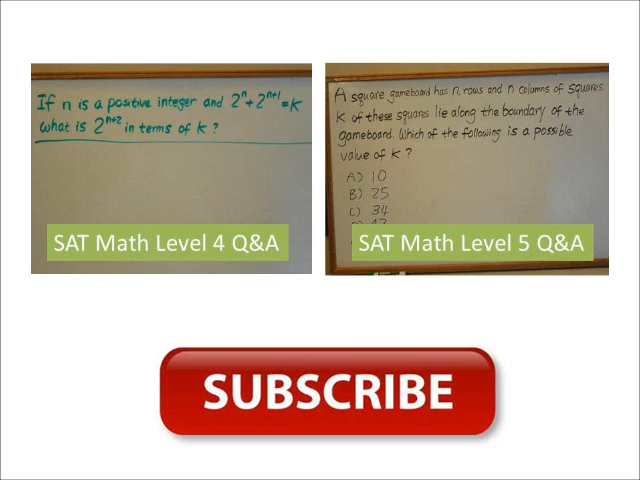 If n is a positive integer and 2ⁿ+2ⁿ⁺¹=k
what is 2ⁿ⁺² in terms of k ?
SAT Math Level 4 Q&A
A square gameboard has n rows and n columns of squares.
K of these squares lie along the boundary of the
gameboard. Which of the following is a possible
value of k ?
A) 10
B) 25
C) 34
SAT Math Level 5 Q&A
SUBSCRIBE